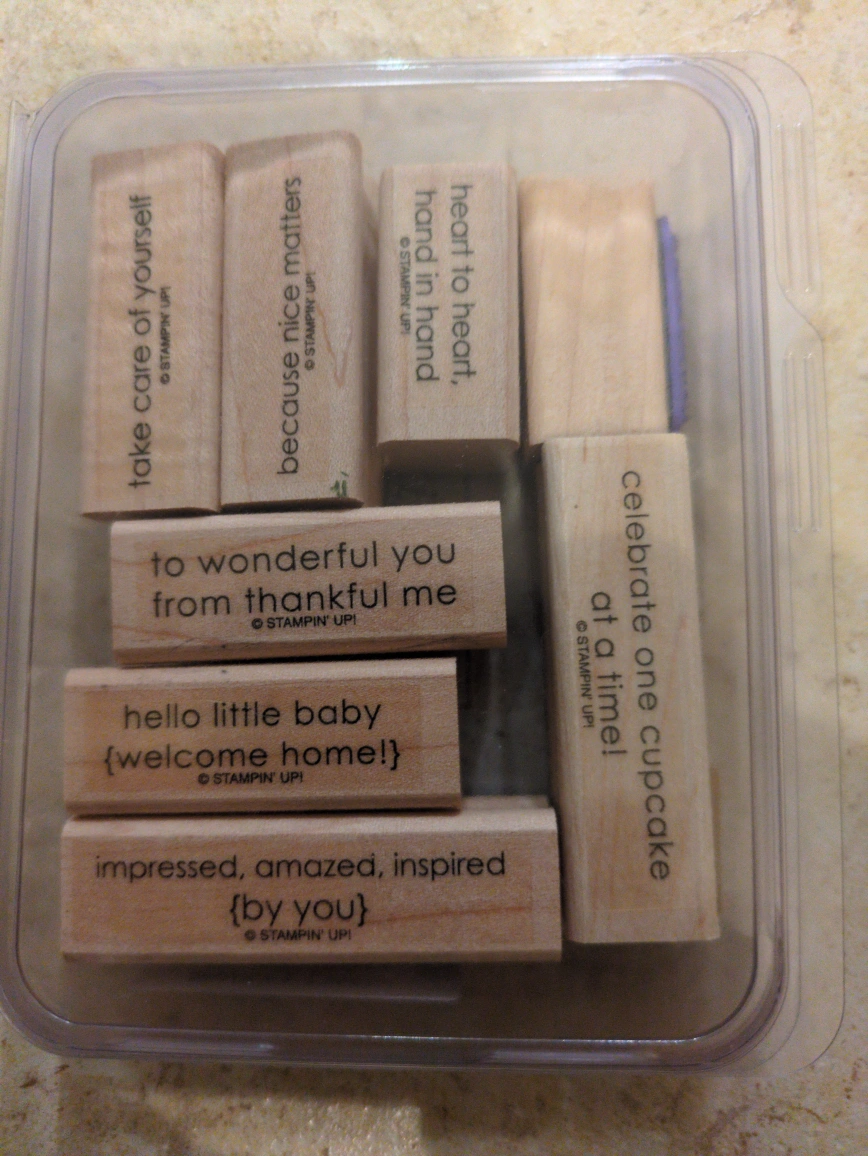 take care of yourself
© STAMPIN' UP!
because nice matters
© STAMPIN' UP!
heart to heart,
hand in hand
© STAMPIN' UP!
to wonderful you
from thankful me
© STAMPIN' UP!
hello little baby
{welcome home!}
© STAMPIN' UP!
impressed, amazed, inspired
{by you}
© STAMPIN' UP!
celebrate one cupcake
at a time!
© STAMPIN' UP!